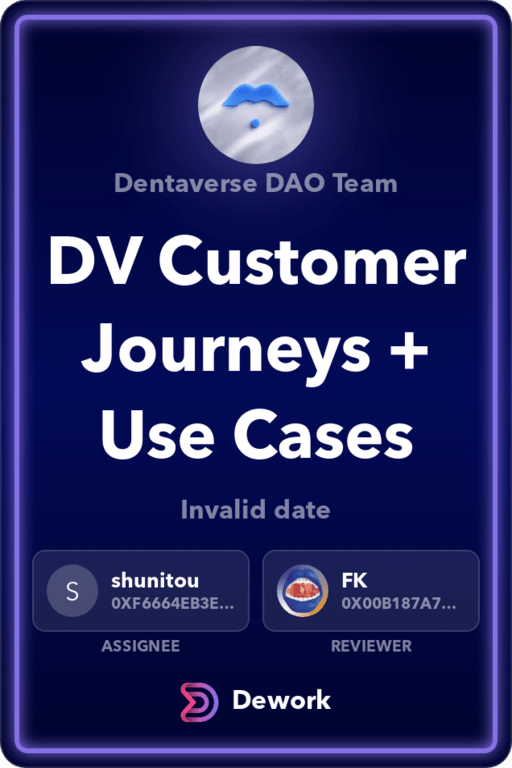 Dentaverse DAO Team
DV Customer
Journeys +
Use Cases
Invalid date
S
shunitou
0XF6664EB3E...
ASSIGNEE
FK
0X00B187A7...
REVIEWER
Dework